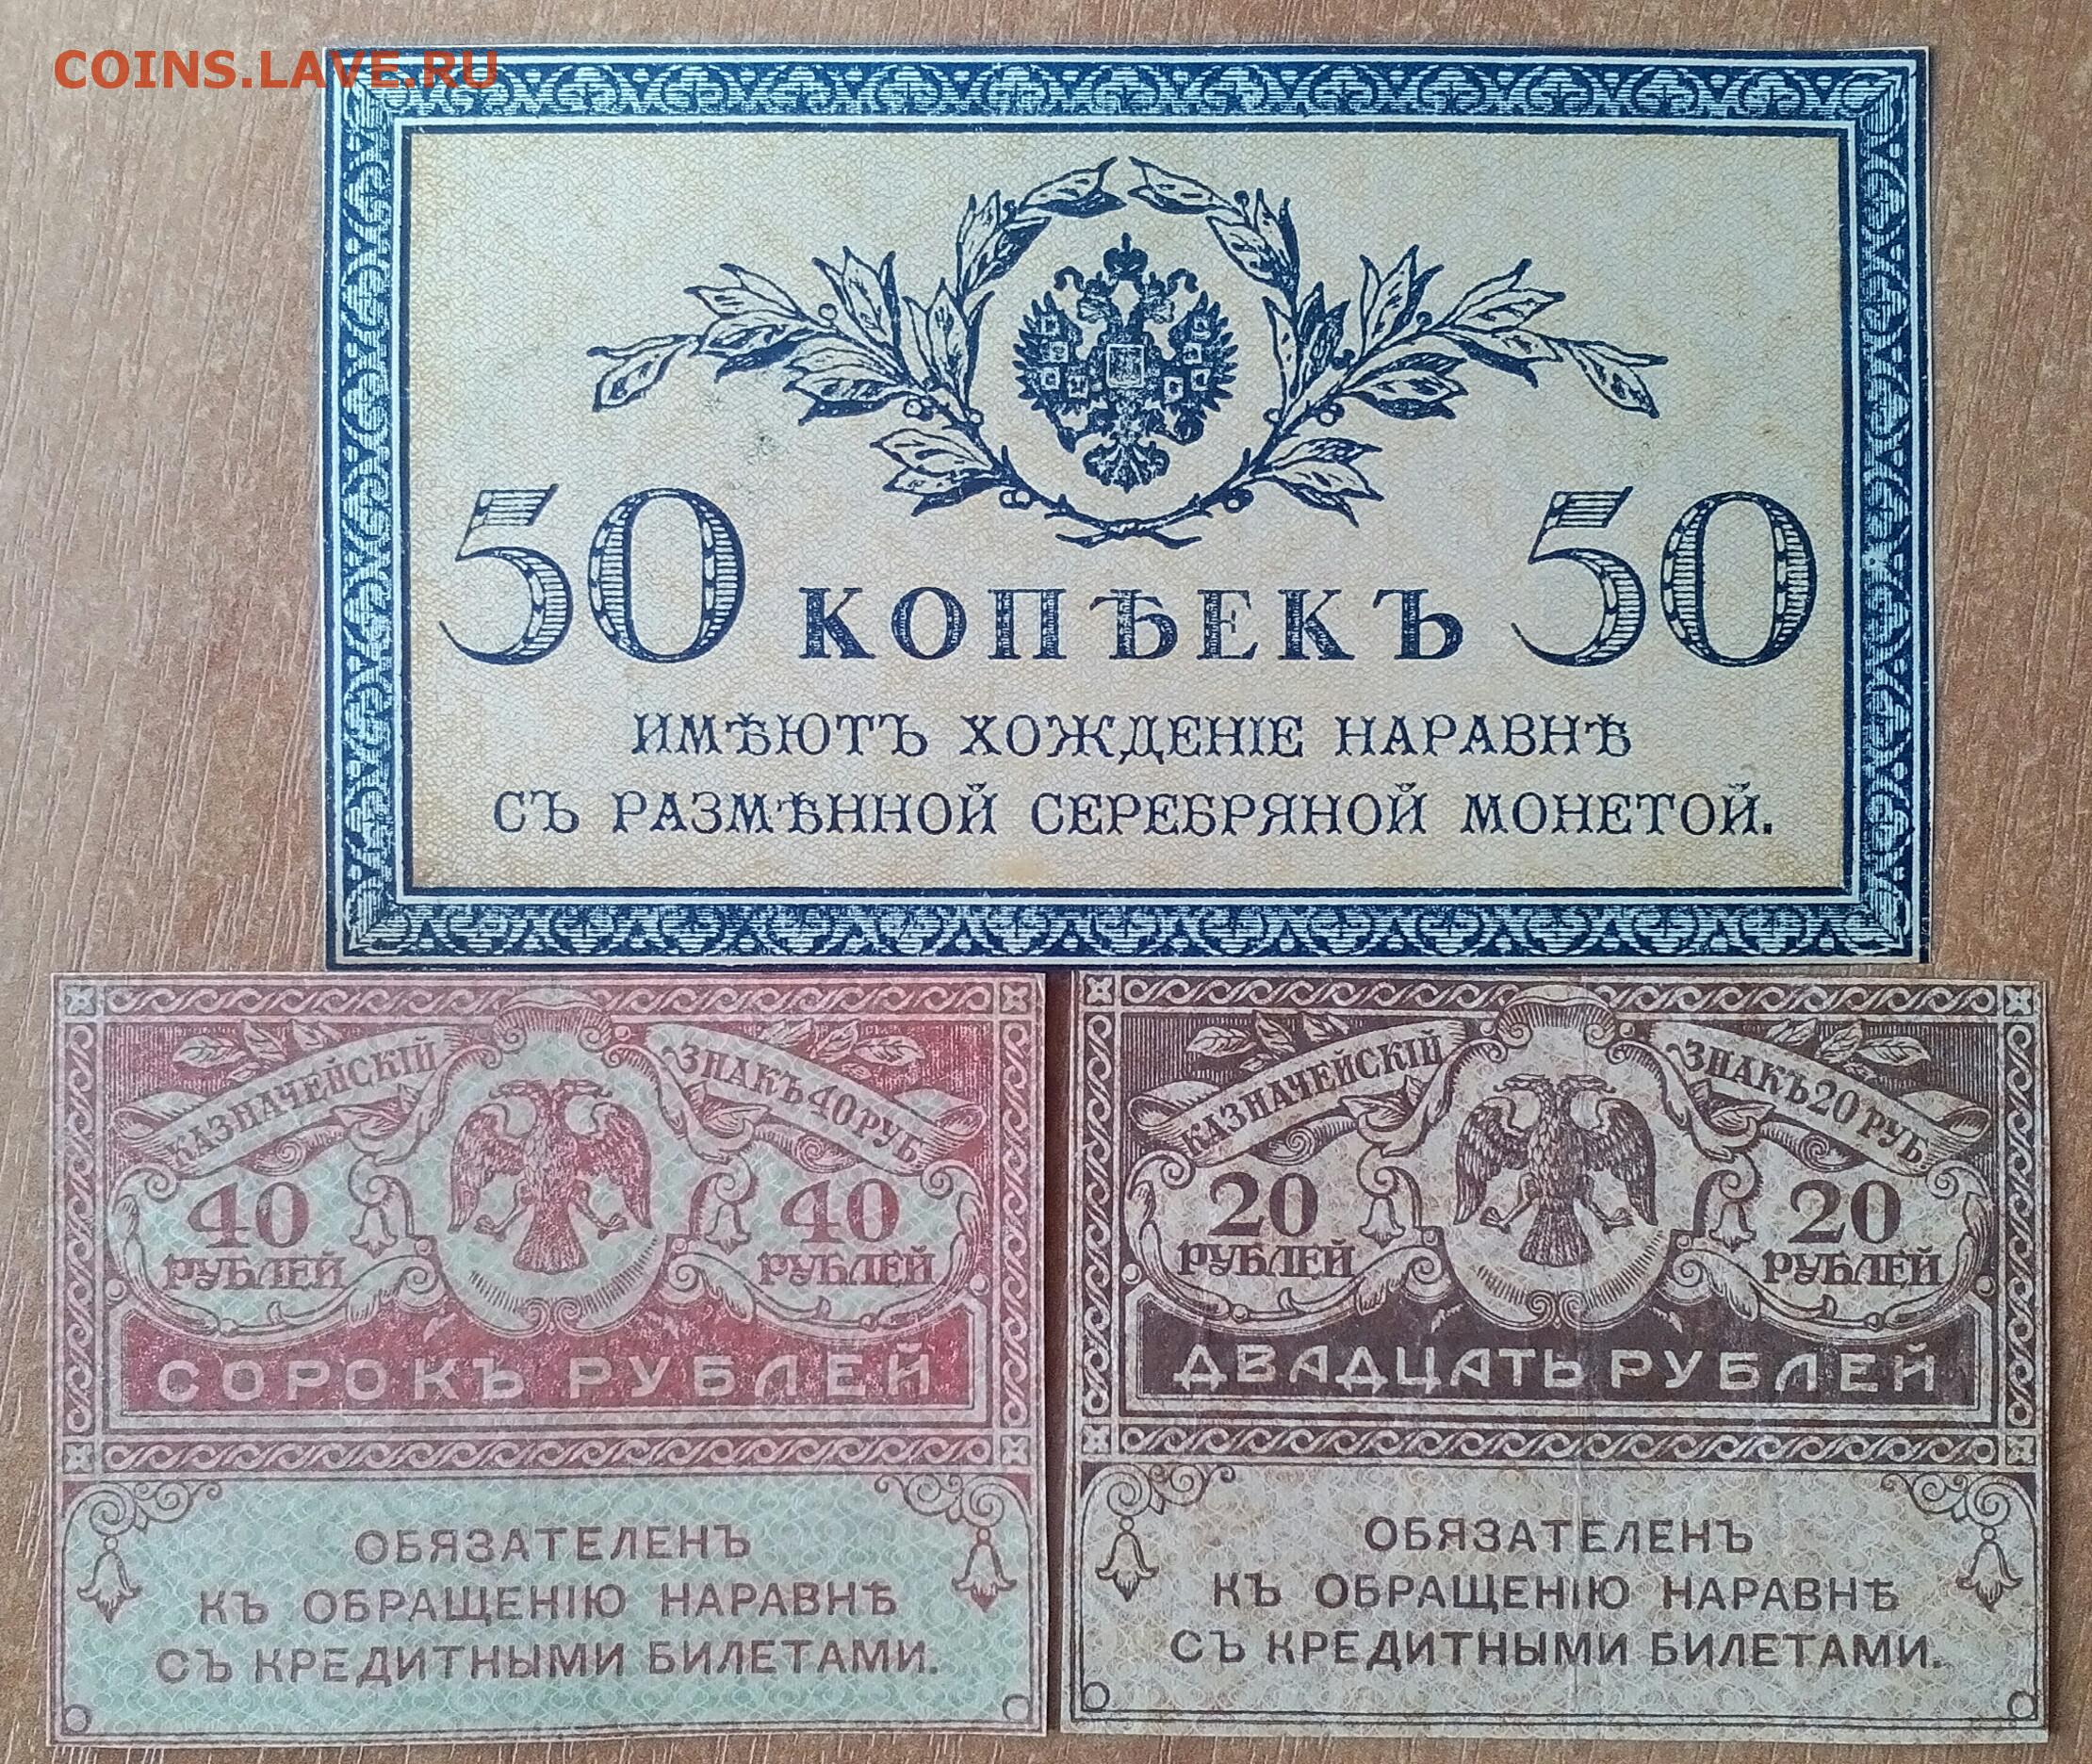 COINS.LAVE.RU
50 КОПѢЕКЪ 50
ИМѢЮТЪ ХОЖДЕНІЕ НАРАВНѢ
СЪ РАЗМѢННОЙ СЕРЕБРЯНОЙ МОНЕТОЙ.
КАЗНАЧЕЙСКІЙ ЗНАКЪ 40 РУБ.
40 40
РУБЛЕЙ РУБЛЕЙ
СОРОКЪ РУБЛЕЙ
ОБЯЗАТЕЛЕНЪ
КЪ ОБРАЩЕНІЮ НАРАВНѢ
СЪ КРЕДИТНЫМИ БИЛЕТАМИ.
КАЗНАЧЕЙСКІЙ ЗНАКЪ 20 РУБ.
20 20
РУБЛЕЙ РУБЛЕЙ
ДВАДЦАТЬ РУБЛЕЙ
ОБЯЗАТЕЛЕНЪ
КЪ ОБРАЩЕНІЮ НАРАВНѢ
СЪ КРЕДИТНЫМИ БИЛЕТАМИ.